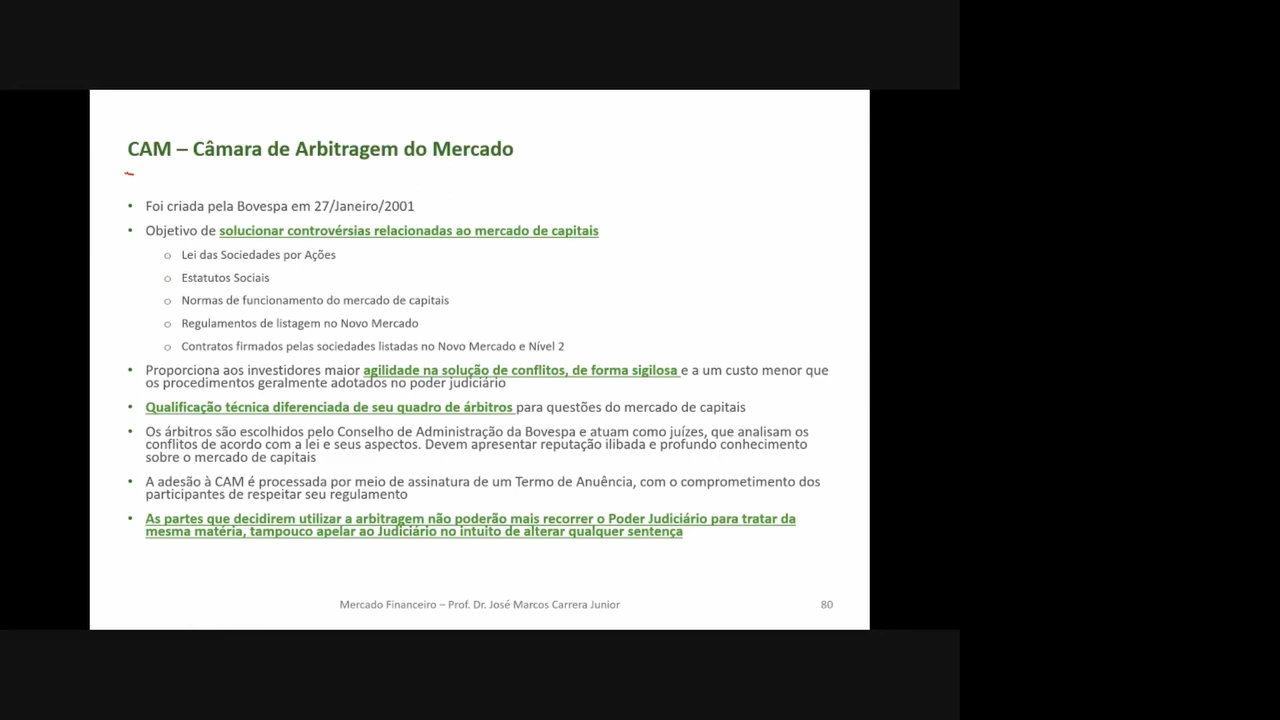 CAM – Câmara de Arbitragem do Mercado
• Foi criada pela Bovespa em 27/Janeiro/2001
• Objetivo de solucionar controvérsias relacionadas ao mercado de capitais
o Lei das Sociedades por Ações
o Estatutos Sociais
o Normas de funcionamento do mercado de capitais
o Regulamentos de listagem no Novo Mercado
o Contratos firmados pelas sociedades listadas no Novo Mercado e Nível 2
• Proporciona aos investidores maior agilidade na solução de conflitos, de forma sigilosa e a um custo menor que
os procedimentos geralmente adotados no poder judiciário
• Qualificação técnica diferenciada de seu quadro de árbitros para questões do mercado de capitais
• Os árbitros são escolhidos pelo Conselho de Administração da Bovespa e atuam como juízes, que analisam os
conflitos de acordo com a lei e seus aspectos. Devem apresentar reputação ilibada e profundo conhecimento
sobre o mercado de capitais
• A adesão à CAM é processada por meio de assinatura de um Termo de Anuência, com o comprometimento dos
participantes de respeitar seu regulamento
• As partes que decidirem utilizar a arbitragem não poderão mais recorrer o Poder Judiciário para tratar da
mesma matéria, tampouco apelar ao Judiciário no intuito de alterar qualquer sentença
Mercado Financeiro – Prof. Dr. José Marcos Carrera Junior
80